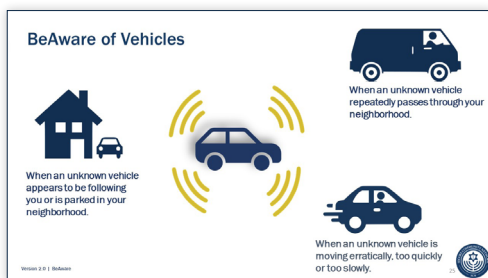 BeAware of Vehicles
When an unknown vehicle
repeatedly passes through your
neighborhood.
When an unknown vehicle
appears to be following
you or is parked in your
neighborhood.
When an unknown vehicle is
moving erratically, too quickly
or too slowly.
Version 2.0 | BeAware
25